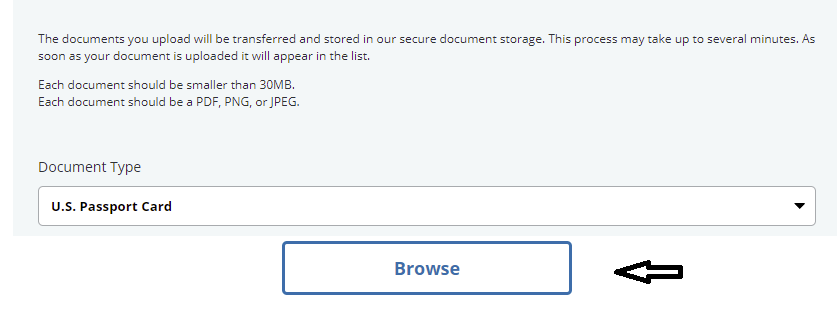 The documents you upload will be transferred and stored in our secure document storage. This process may take up to several minutes. As
soon as your document is uploaded it will appear in the list.
Each document should be smaller than 30MB.
Each document should be a PDF, PNG, or JPEG.
Document Type
U.S. Passport Card
Browse